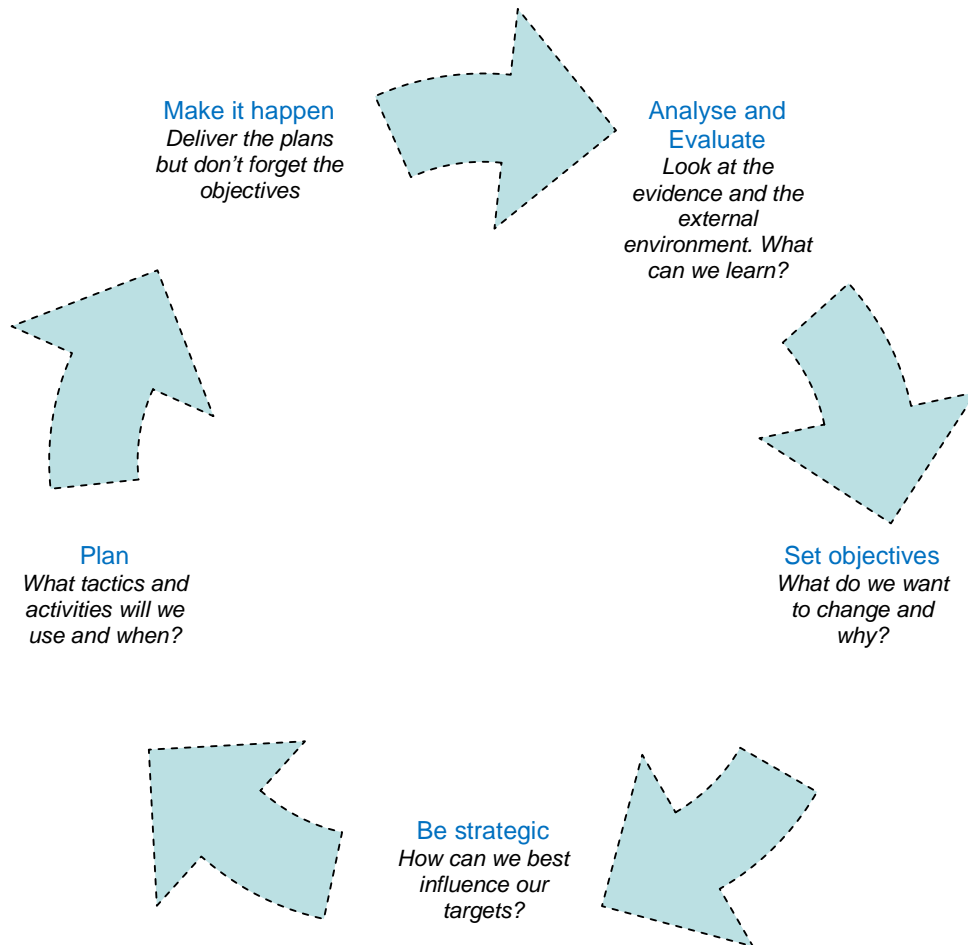 Make it happen
Deliver the plans
but don’t forget the
objectives
Analyse and
Evaluate
Look at the
evidence and the
external
environment. What
can we learn?
Set objectives
What do we want
to change and
why?
Be strategic
How can we best
influence our
targets?
Plan
What tactics and
activities will we
use and when?